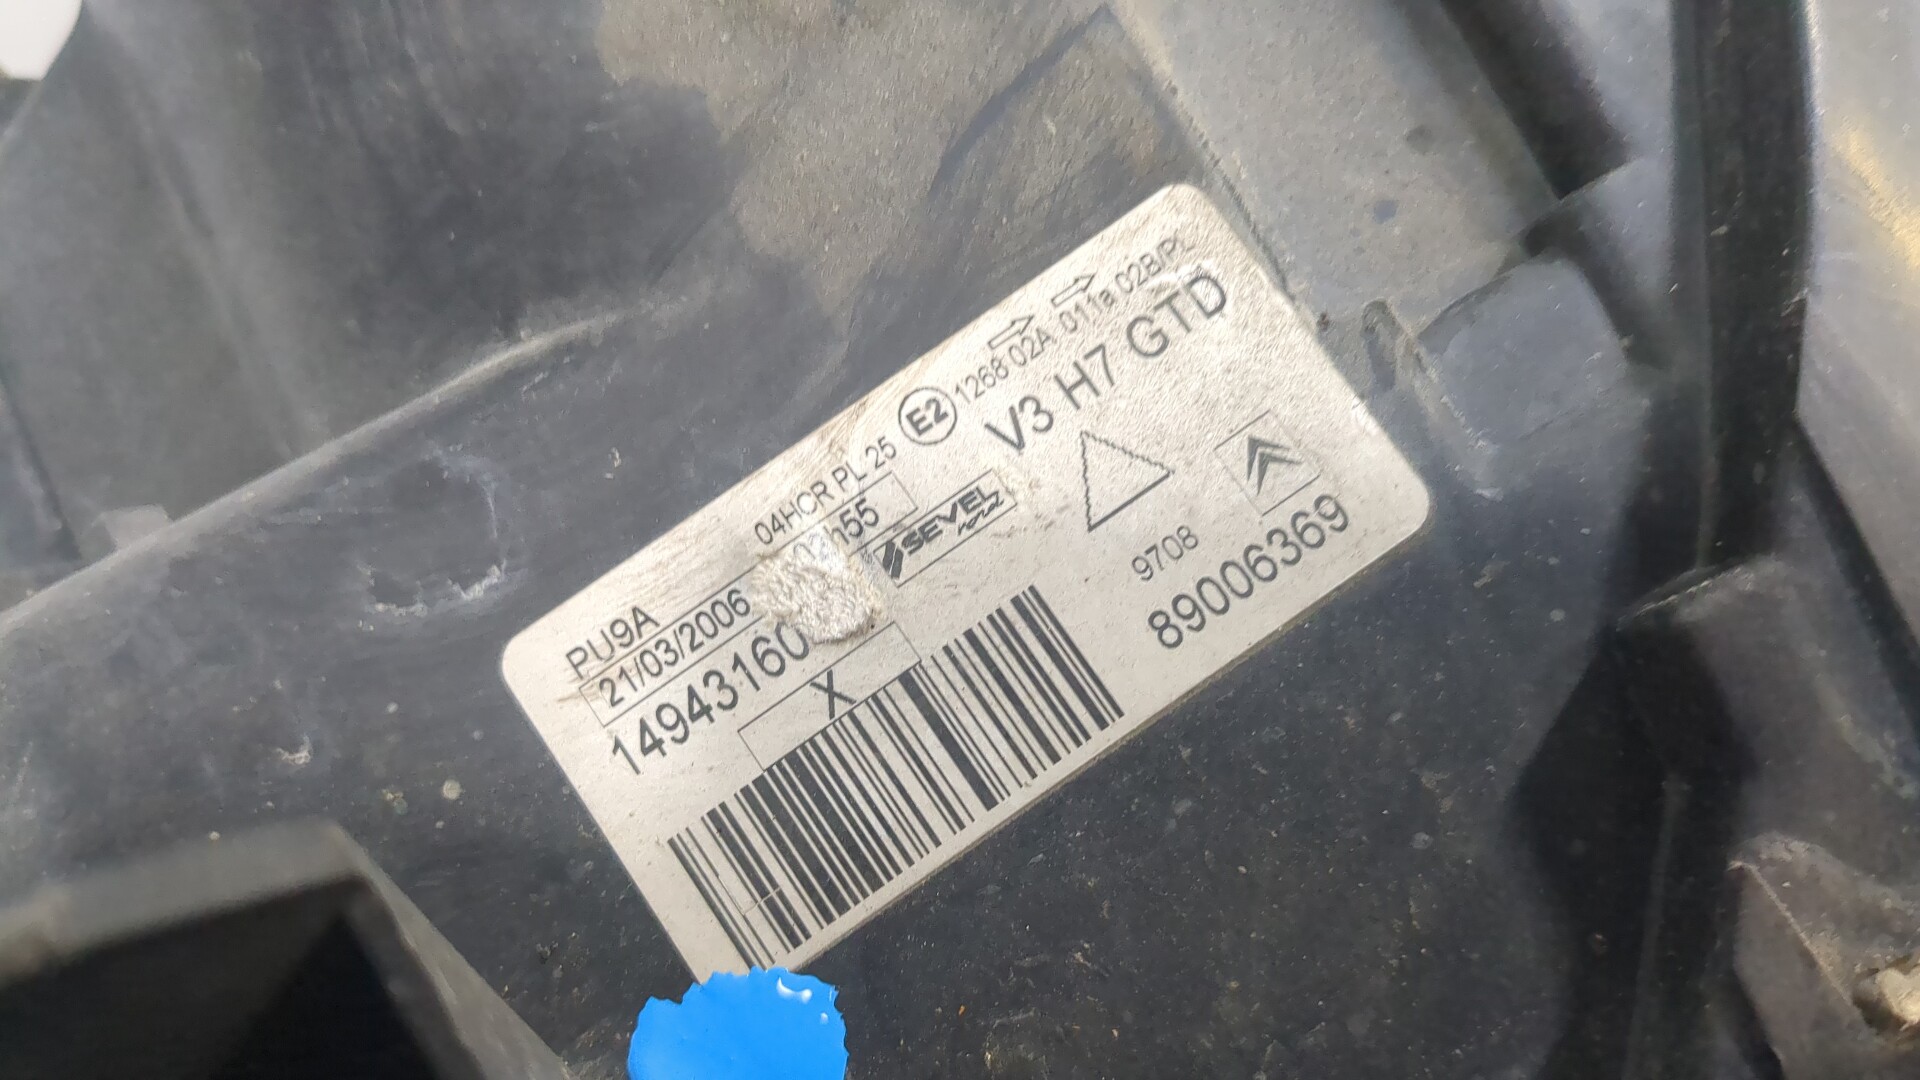 04HCR PL 25 E2 1268 02A 011a 02B/PL
PU9A
V3 H7 GTD
21/03/2006
SEVEL
14943160
X
9708
89006369